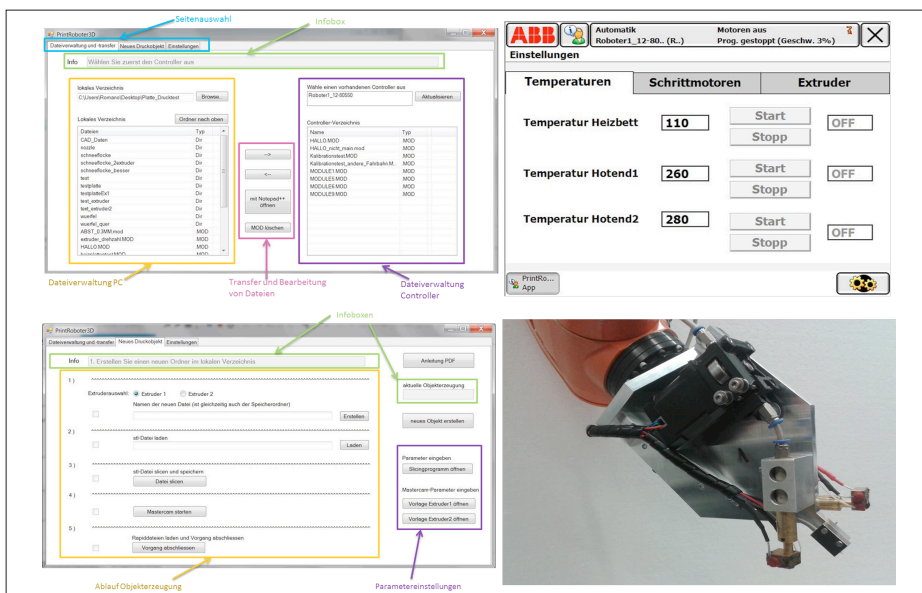 Seitenauswahl
Infobox
PrintRoboter3D
Dateiverwaltung und -transfer Neues Druckobjekt Einstellungen
Info Wählen Sie zuerst den Controller aus
lokales Verzeichnis
C:\Users\Romano\Desktop\Platte_Drucktest Browse..
Lokales Verzeichnis Ordner nach oben
Dateien Typ
CAD_Daten Dir
nozzle Dir
schneeflocke Dir
schneeflocke_2extruder Dir
schneeflocke_besser Dir
test Dir
testplatte Dir
testplatteEx1 Dir
test_extruder Dir
text_extruder2 Dir
wuerfel Dir
wuerfel_quer Dir
ABST_0.3MM.mod MOD
extruder_drehzahl.MOD MOD
HALLO.MOD MOD
-->
<--
mit Notepad++
öffnen
MOD löschen
Wähle einen vorhandenen Controller aus
Roboter1_12-80550 Aktualisieren
Controller-Verzeichnis
Name Typ
HALLO.MOD .MOD
HALLO_nicht_main.mod .MOD
Kalibrationstest.MOD .MOD
Kalibrationstest_andere_Fahrbahn.M... .MOD
MODULE1.MOD .MOD
MODULE5.MOD .MOD
MODULE6.MOD .MOD
MODULE9.MOD .MOD
Dateiverwaltung PC
Transfer und Bearbeitung
von Dateien
Dateiverwaltung
Controller
ABB
Automatik Motoren aus
Roboter1_12-80.. (R..) Prog. gestoppt (Geschw. 3%)
Einstellungen
Temperaturen Schrittmotoren Extruder
Temperatur Heizbett 110 Start OFF
Stopp
Temperatur Hotend1 260 Start OFF
Stopp
Temperatur Hotend2 280 Start OFF
Stopp
PrintRo...
App
Infoboxen
PrintRoboter3D
Dateiverwaltung und -transfer Neues Druckobjekt Einstellungen
Info 1. Erstellen Sie einen neuen Ordner im lokalen Verzeichnis
1 )
Extruderauswahl: Extruder 1 Extruder 2
Namen der neuen Datei (ist gleichzeitig auch der Speicherordner)
Erstellen
2 )
stl-Datei laden
Laden
3 )
stl-Datei slicen und speichern
Datei slicen
4 )
Mastercam starten
5 )
Rapiddateien laden und Vorgang abschliessen
Vorgang abschliessen
Anleitung PDF
aktuelle Objekterzeugung
neues Objekt erstellen
Parameter eingeben
Slicingprogramm öffnen
Mastercam-Parameter eingeben
Vorlage Extruder1 öffnen
Vorlage Extruder2 öffnen
Ablauf Objekterzeugung
Parametereinstellungen